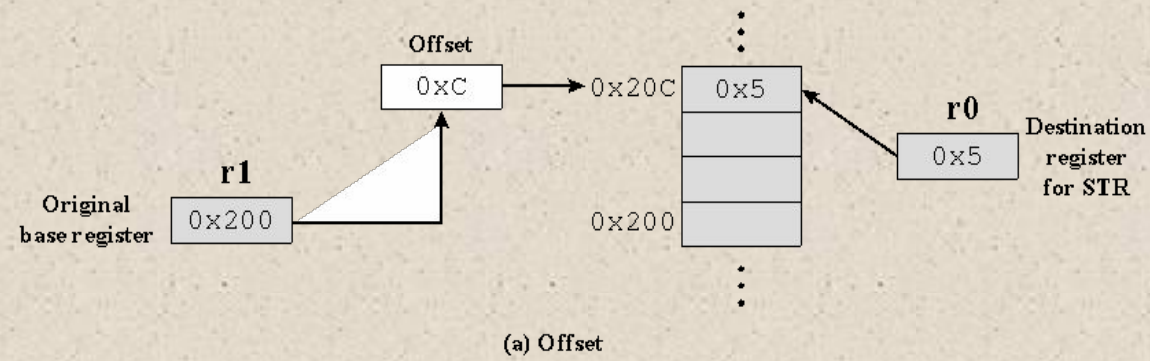 Offset
0xC
0x20C
0x5
r0
0x5
Destination
register
for STR
r1
Original
base register
0x200
0x200
(a) Offset